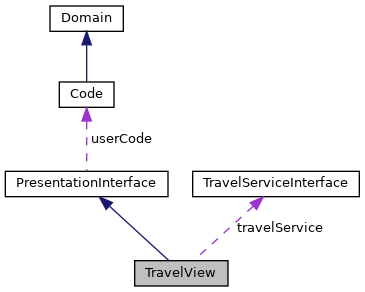 Domain
Code
userCode
PresentationInterface
TravelServiceInterface
travelService
TravelView